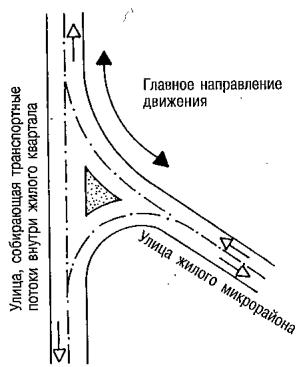 Главное направление
движения
Улица, собирающая транспортные
потоки внутри жилого квартала
Улица жилого микрорайона